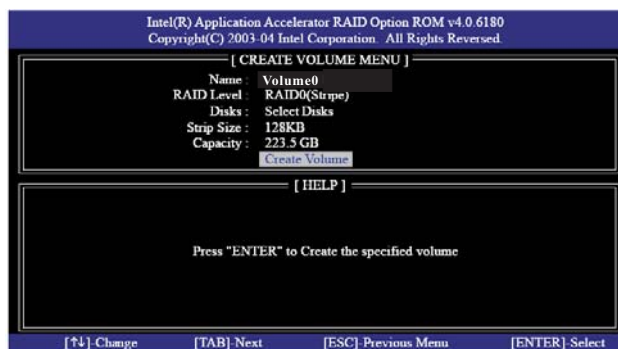 Intel(R) Application Accelerator RAID Option ROM v4.0.6180
Copyright(C) 2003-04 Intel Corporation. All Rights Reversed.
[ CREATE VOLUME MENU ]
Name : Volume0
RAID Level : RAID0(Stripe)
Disks : Select Disks
Strip Size : 128KB
Capacity : 223.5 GB
Create Volume
[ HELP ]
Press "ENTER" to Create the specified volume
[↑↓]-Change [TAB]-Next [ESC]-Previous Menu [ENTER]-Select